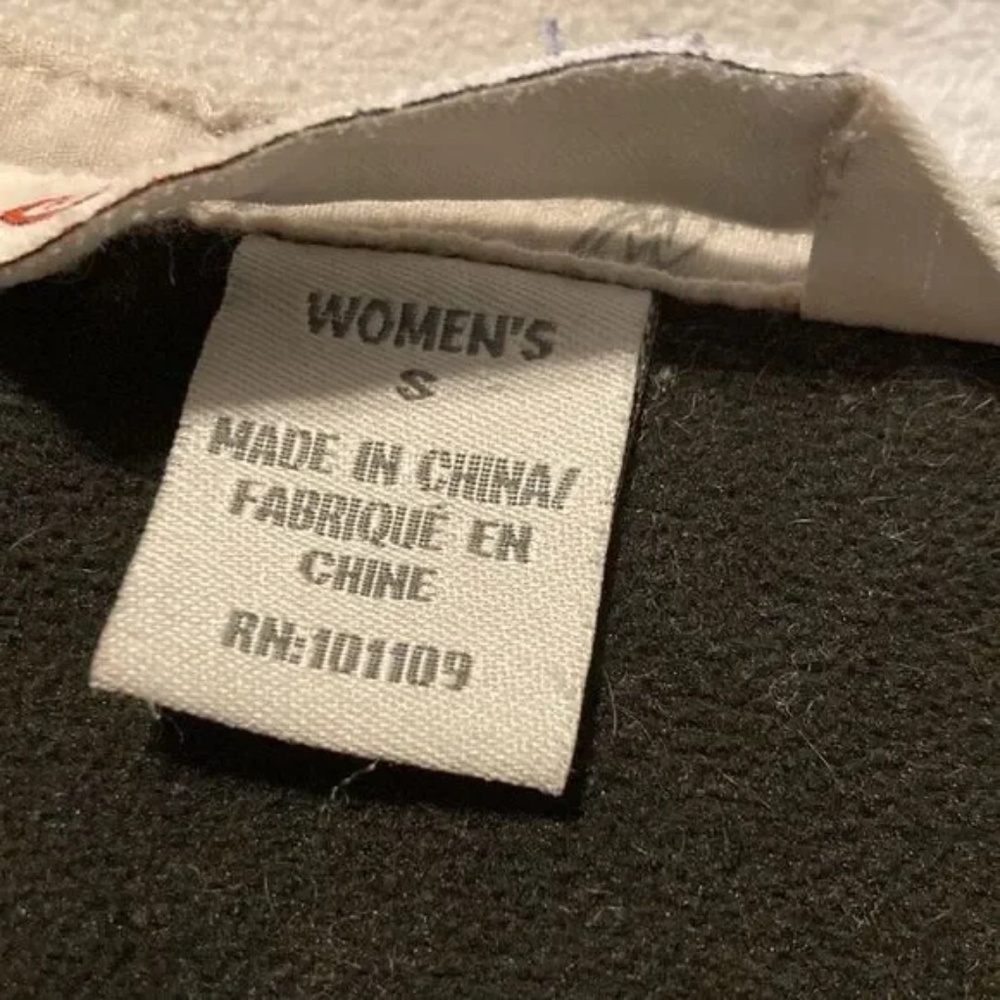 WOMEN'S
S
MADE IN CHINA/
FABRIQUÉ EN
CHINE
RN:101109